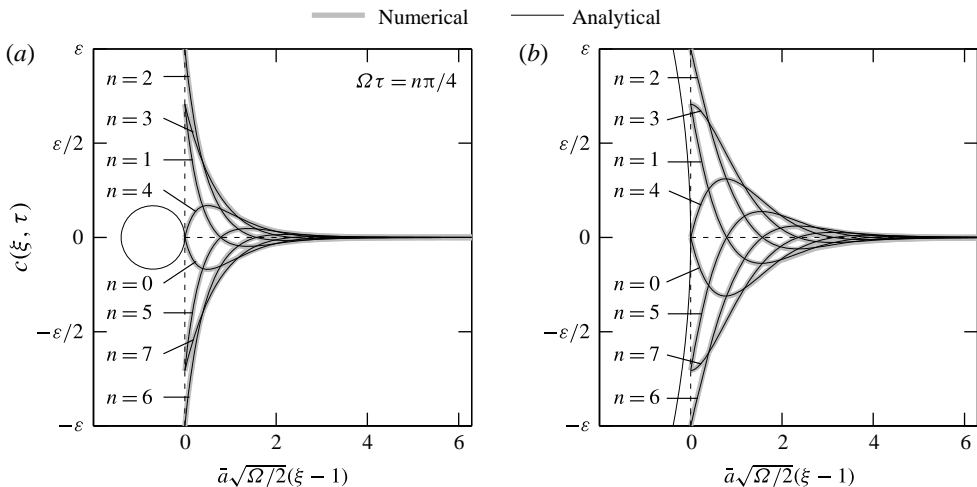 Numerical Analytical
(a)
ε
ε/2
0
−ε/2
−ε
c(ξ, τ)
n = 2
n = 3
n = 1
n = 4
n = 0
n = 5
n = 7
n = 6
Ωτ = nπ/4
0 2 4 6
ā√Ω/2(ξ − 1)
(b)
ε
ε/2
0
−ε/2
−ε
n = 2
n = 3
n = 1
n = 4
n = 0
n = 5
n = 7
n = 6
0 2 4 6
ā√Ω/2(ξ − 1)